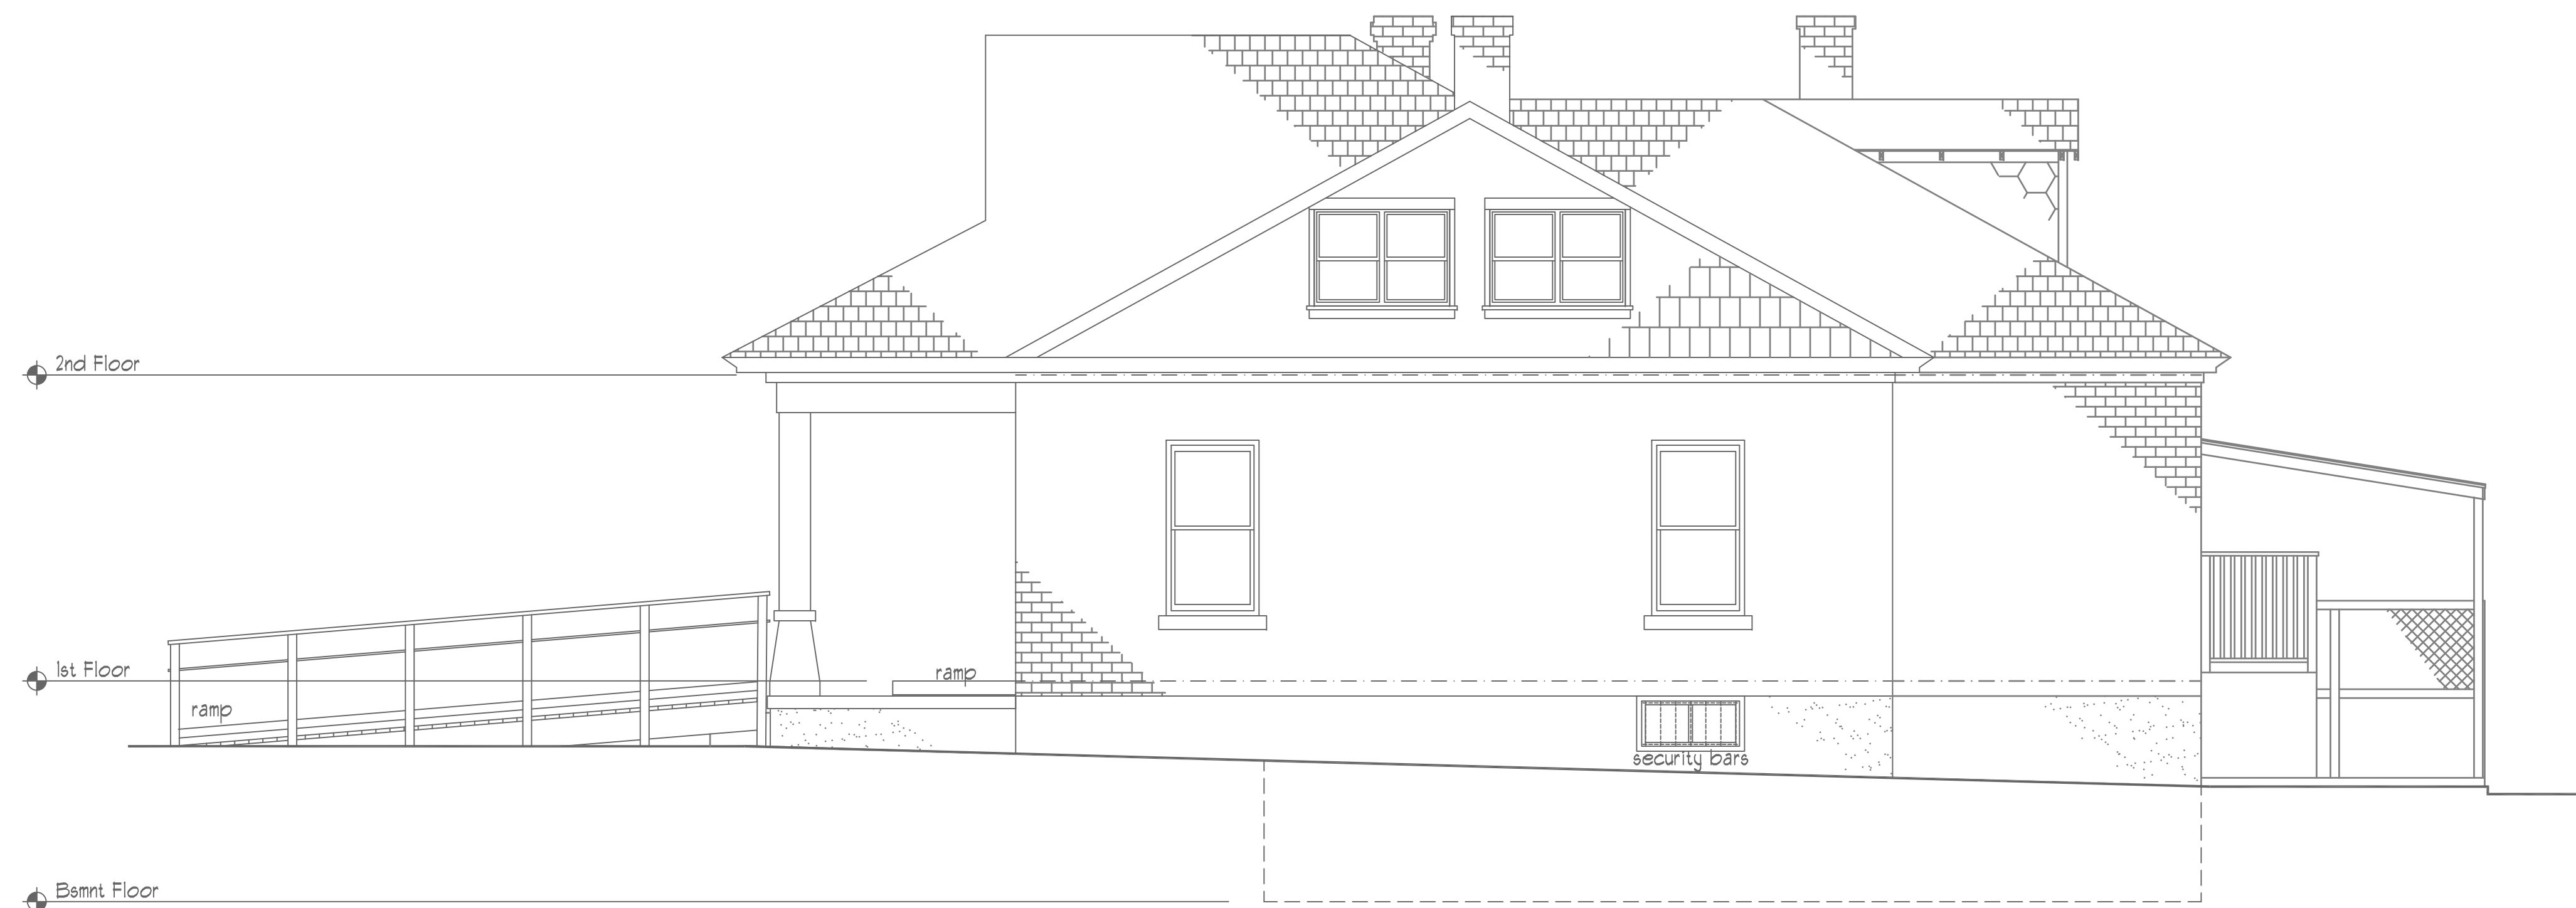 2nd Floor
1st Floor
ramp
ramp
security bars
Bsmnt Floor